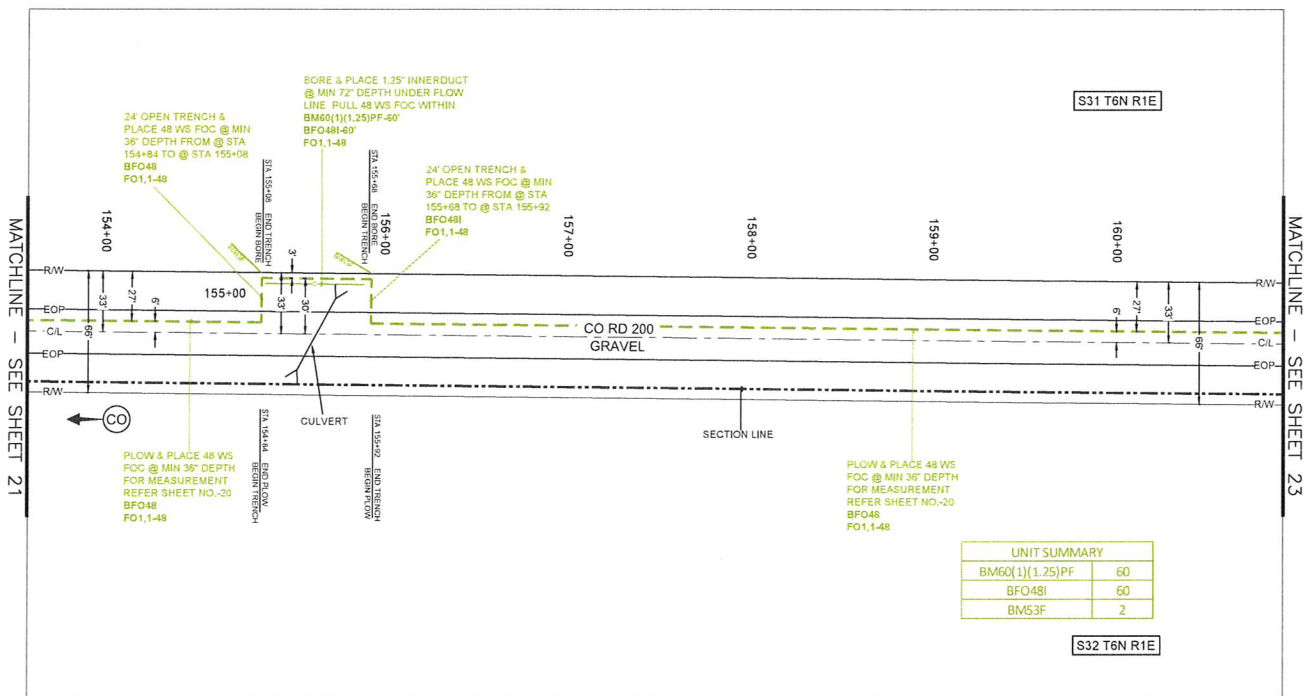 BORE & PLACE 1.25" INNERDUCT
@ MIN 72" DEPTH UNDER FLOW
LINE PULL 48 WS FOC WITHIN
BM60(1)(1.25)PF-60'
BFO48I-60'
FO1,1-48
S31 T6N R1E
24' OPEN TRENCH &
PLACE 48 WS FOC @ MIN
36" DEPTH FROM @ STA
154+84 TO @ STA 155+08
BFO48
FO1,1-48
24' OPEN TRENCH &
PLACE 48 WS FOC @ MIN
36" DEPTH FROM @ STA
155+68 TO @ STA 155+92
BFO48I
FO1,1-48
STA 155+08 END TRENCH
BEGIN BORE
STA 155+68 END BORE
BEGIN TRENCH
154+00
155+00
156+00
157+00
158+00
159+00
160+00
MATCHLINE - SEE SHEET 21
MATCHLINE - SEE SHEET 23
R/W
EOP
C/L
EOP
R/W
66'
33'
27'
6'
3'
33'
30'
CO RD 200
GRAVEL
27'
6'
33'
66'
R/W
EOP
C/L
EOP
R/W
CO
CULVERT
SECTION LINE
STA 154+84 END PLOW
BEGIN TRENCH
STA 155+92 END TRENCH
BEGIN PLOW
PLOW & PLACE 48 WS
FOC @ MIN 36" DEPTH
FOR MEASUREMENT
REFER SHEET NO.-20
BFO48
FO1,1-48
PLOW & PLACE 48 WS
FOC @ MIN 36" DEPTH
FOR MEASUREMENT
REFER SHEET NO.-20
BFO48
FO1,1-48
UNIT SUMMARY
BM60(1)(1.25)PF 60
BFO48I 60
BM53F 2
S32 T6N R1E